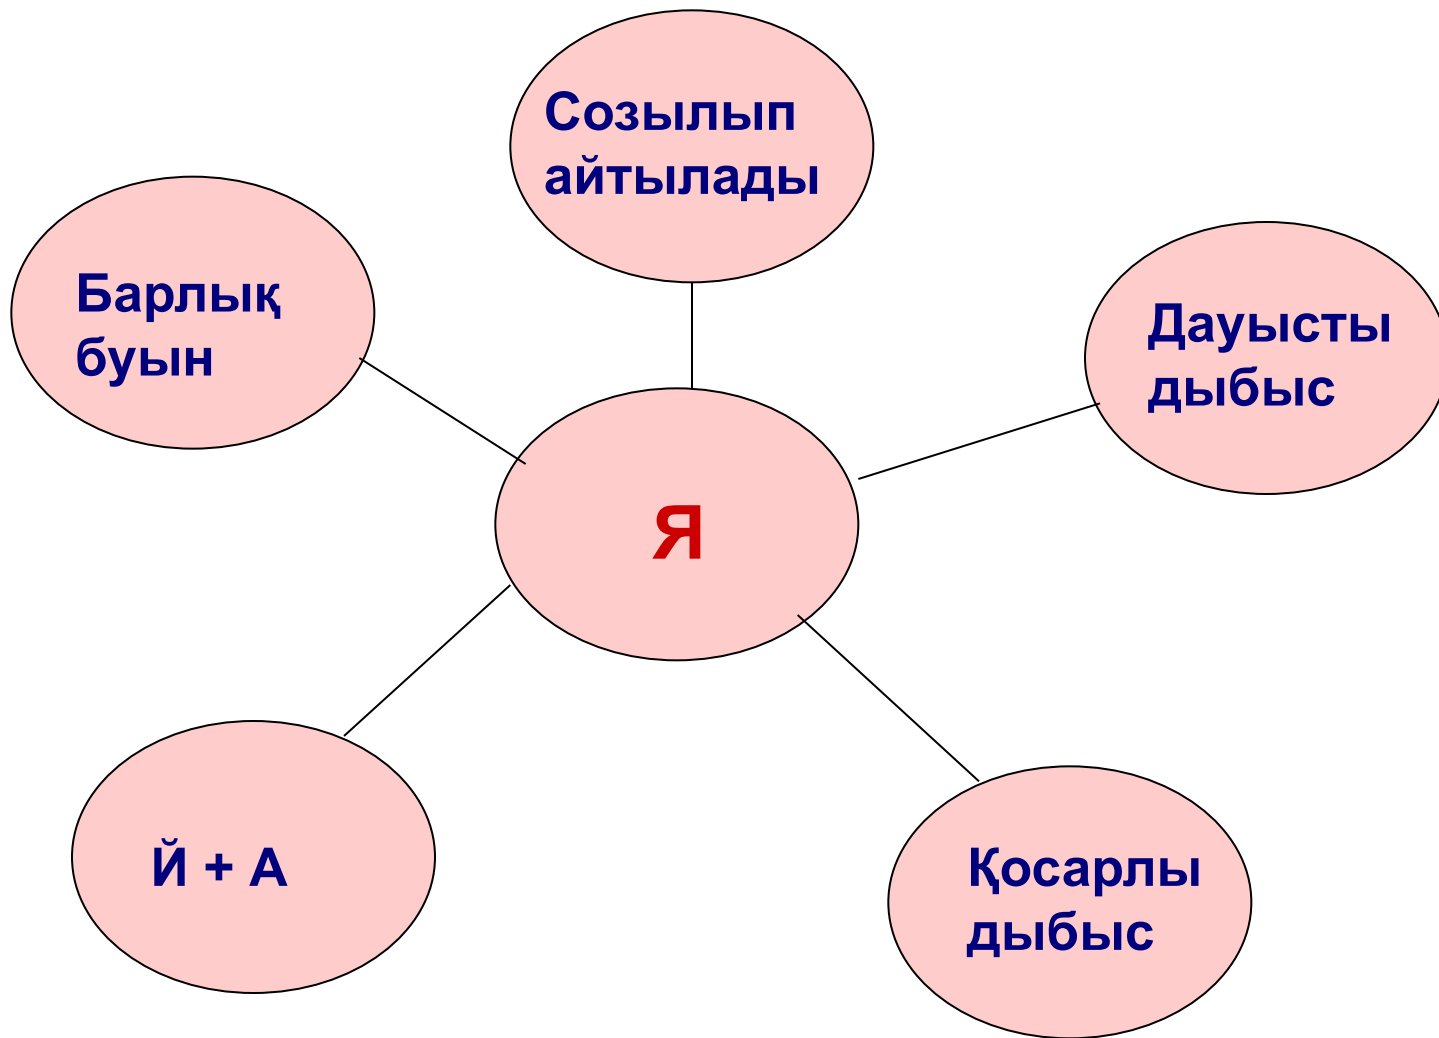 Созылып
айтылады
Барлық
буын
Дауысты
дыбыс
Я
Й + А
Қосарлы
дыбыс